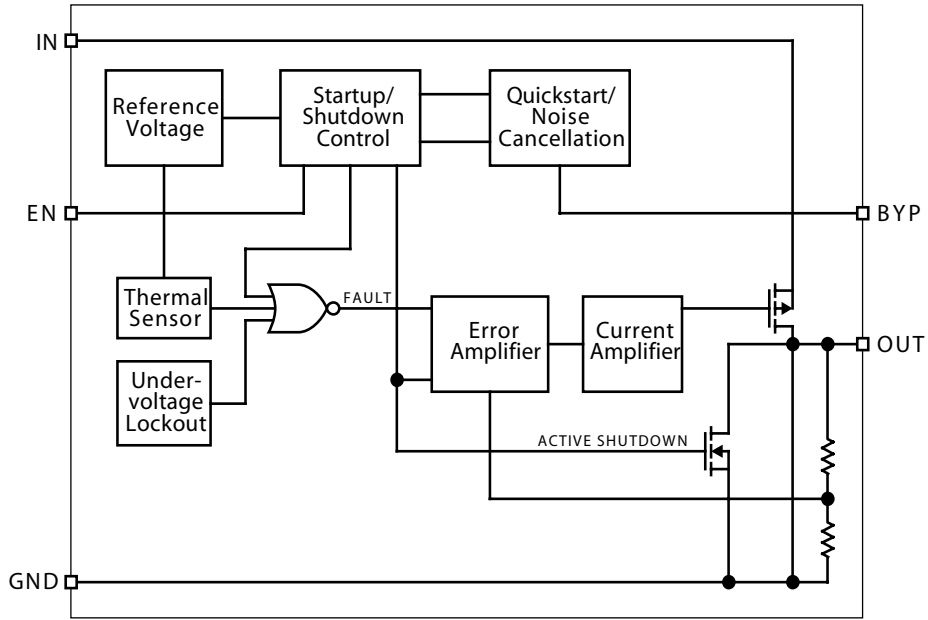 IN
Reference
Voltage
Startup/
Shutdown
Control
Quickstart/
Noise
Cancellation
EN
BYP
Thermal
Sensor
FAULT
Error
Amplifier
Current
Amplifier
OUT
Under-
voltage
Lockout
ACTIVE SHUTDOWN
GND